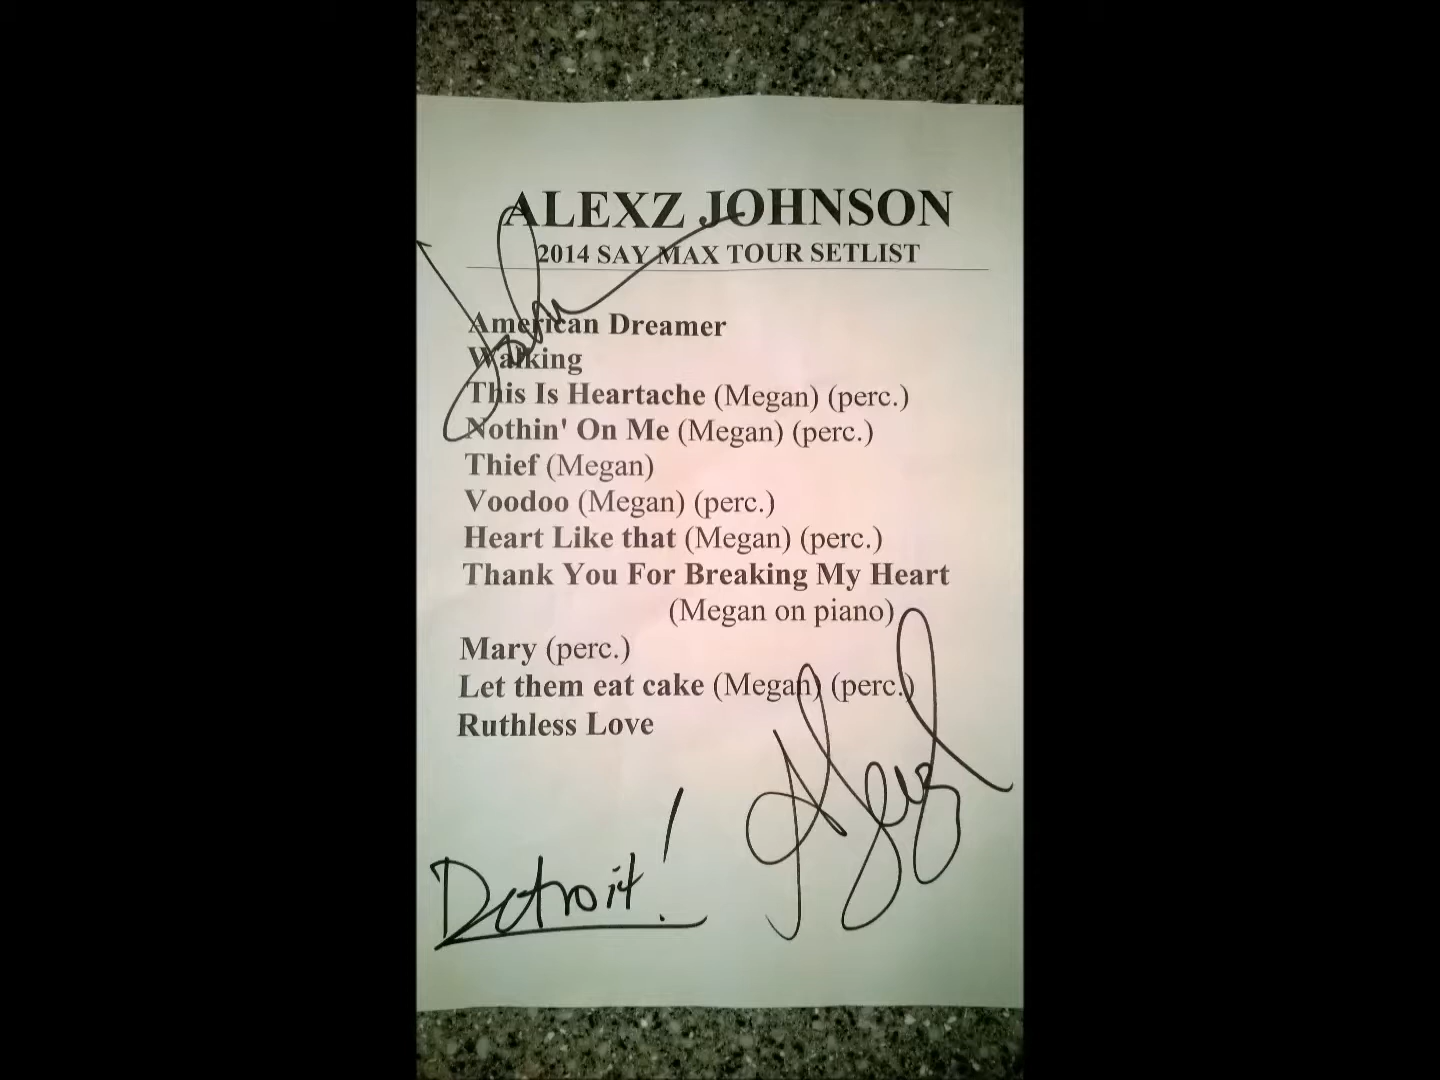 ALEXZ JOHNSON
2014 SAY MAX TOUR SETLIST
American Dreamer
Walking
This Is Heartache (Megan) (perc.)
Nothin' On Me (Megan) (perc.)
Thief (Megan)
Voodoo (Megan) (perc.)
Heart Like that (Megan) (perc.)
Thank You For Breaking My Heart
(Megan on piano)
Mary (perc.)
Let them eat cake (Megan) (perc.)
Ruthless Love
Alexz
Detroit!